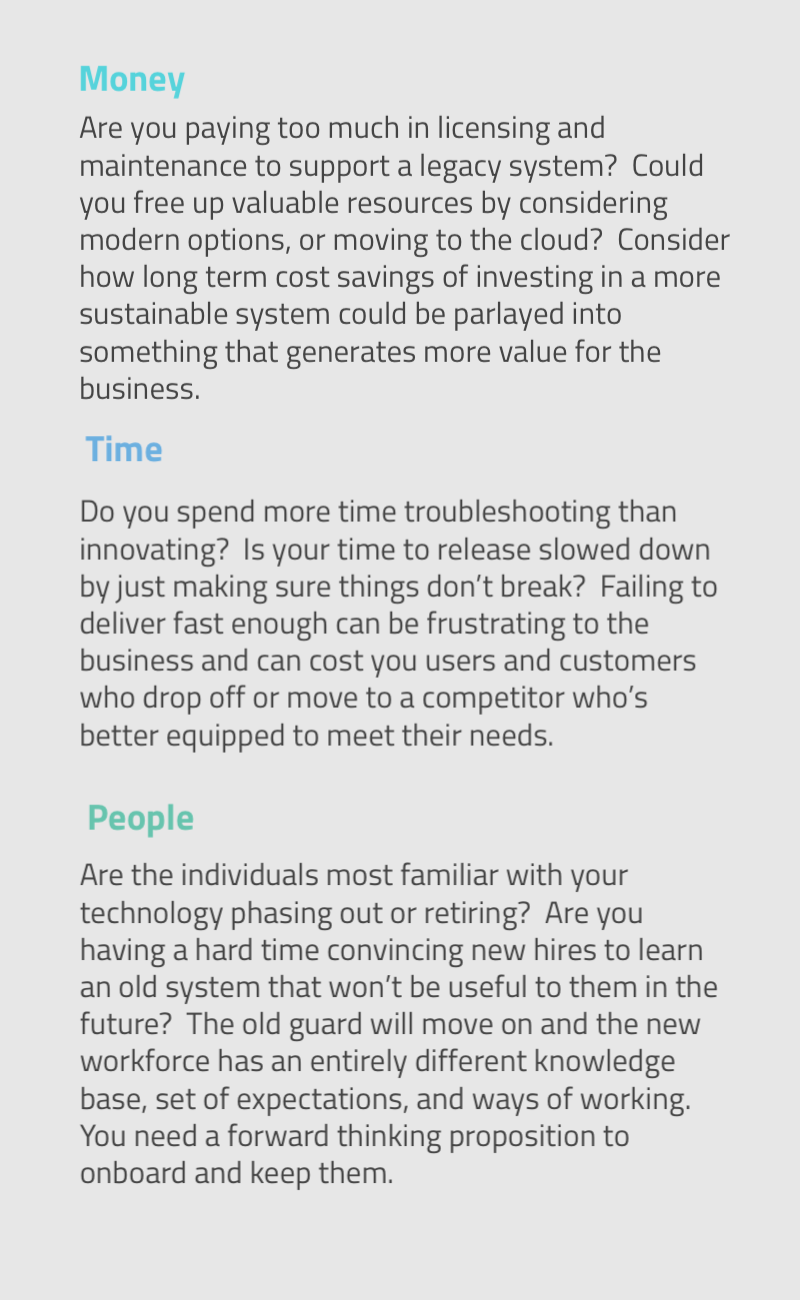 Money
Are you paying too much in licensing and
maintenance to support a legacy system?  Could
you free up valuable resources by considering
modern options, or moving to the cloud?  Consider
how long term cost savings of investing in a more
sustainable system could be parlayed into
something that generates more value for the
business.
Time
Do you spend more time troubleshooting than
innovating?  Is your time to release slowed down
by just making sure things don’t break?  Failing to
deliver fast enough can be frustrating to the
business and can cost you users and customers
who drop off or move to a competitor who’s
better equipped to meet their needs.
People
Are the individuals most familiar with your
technology phasing out or retiring?  Are you
having a hard time convincing new hires to learn
an old system that won’t be useful to them in the
future?  The old guard will move on and the new
workforce has an entirely different knowledge
base, set of expectations, and ways of working.
You need a forward thinking proposition to
onboard and keep them.